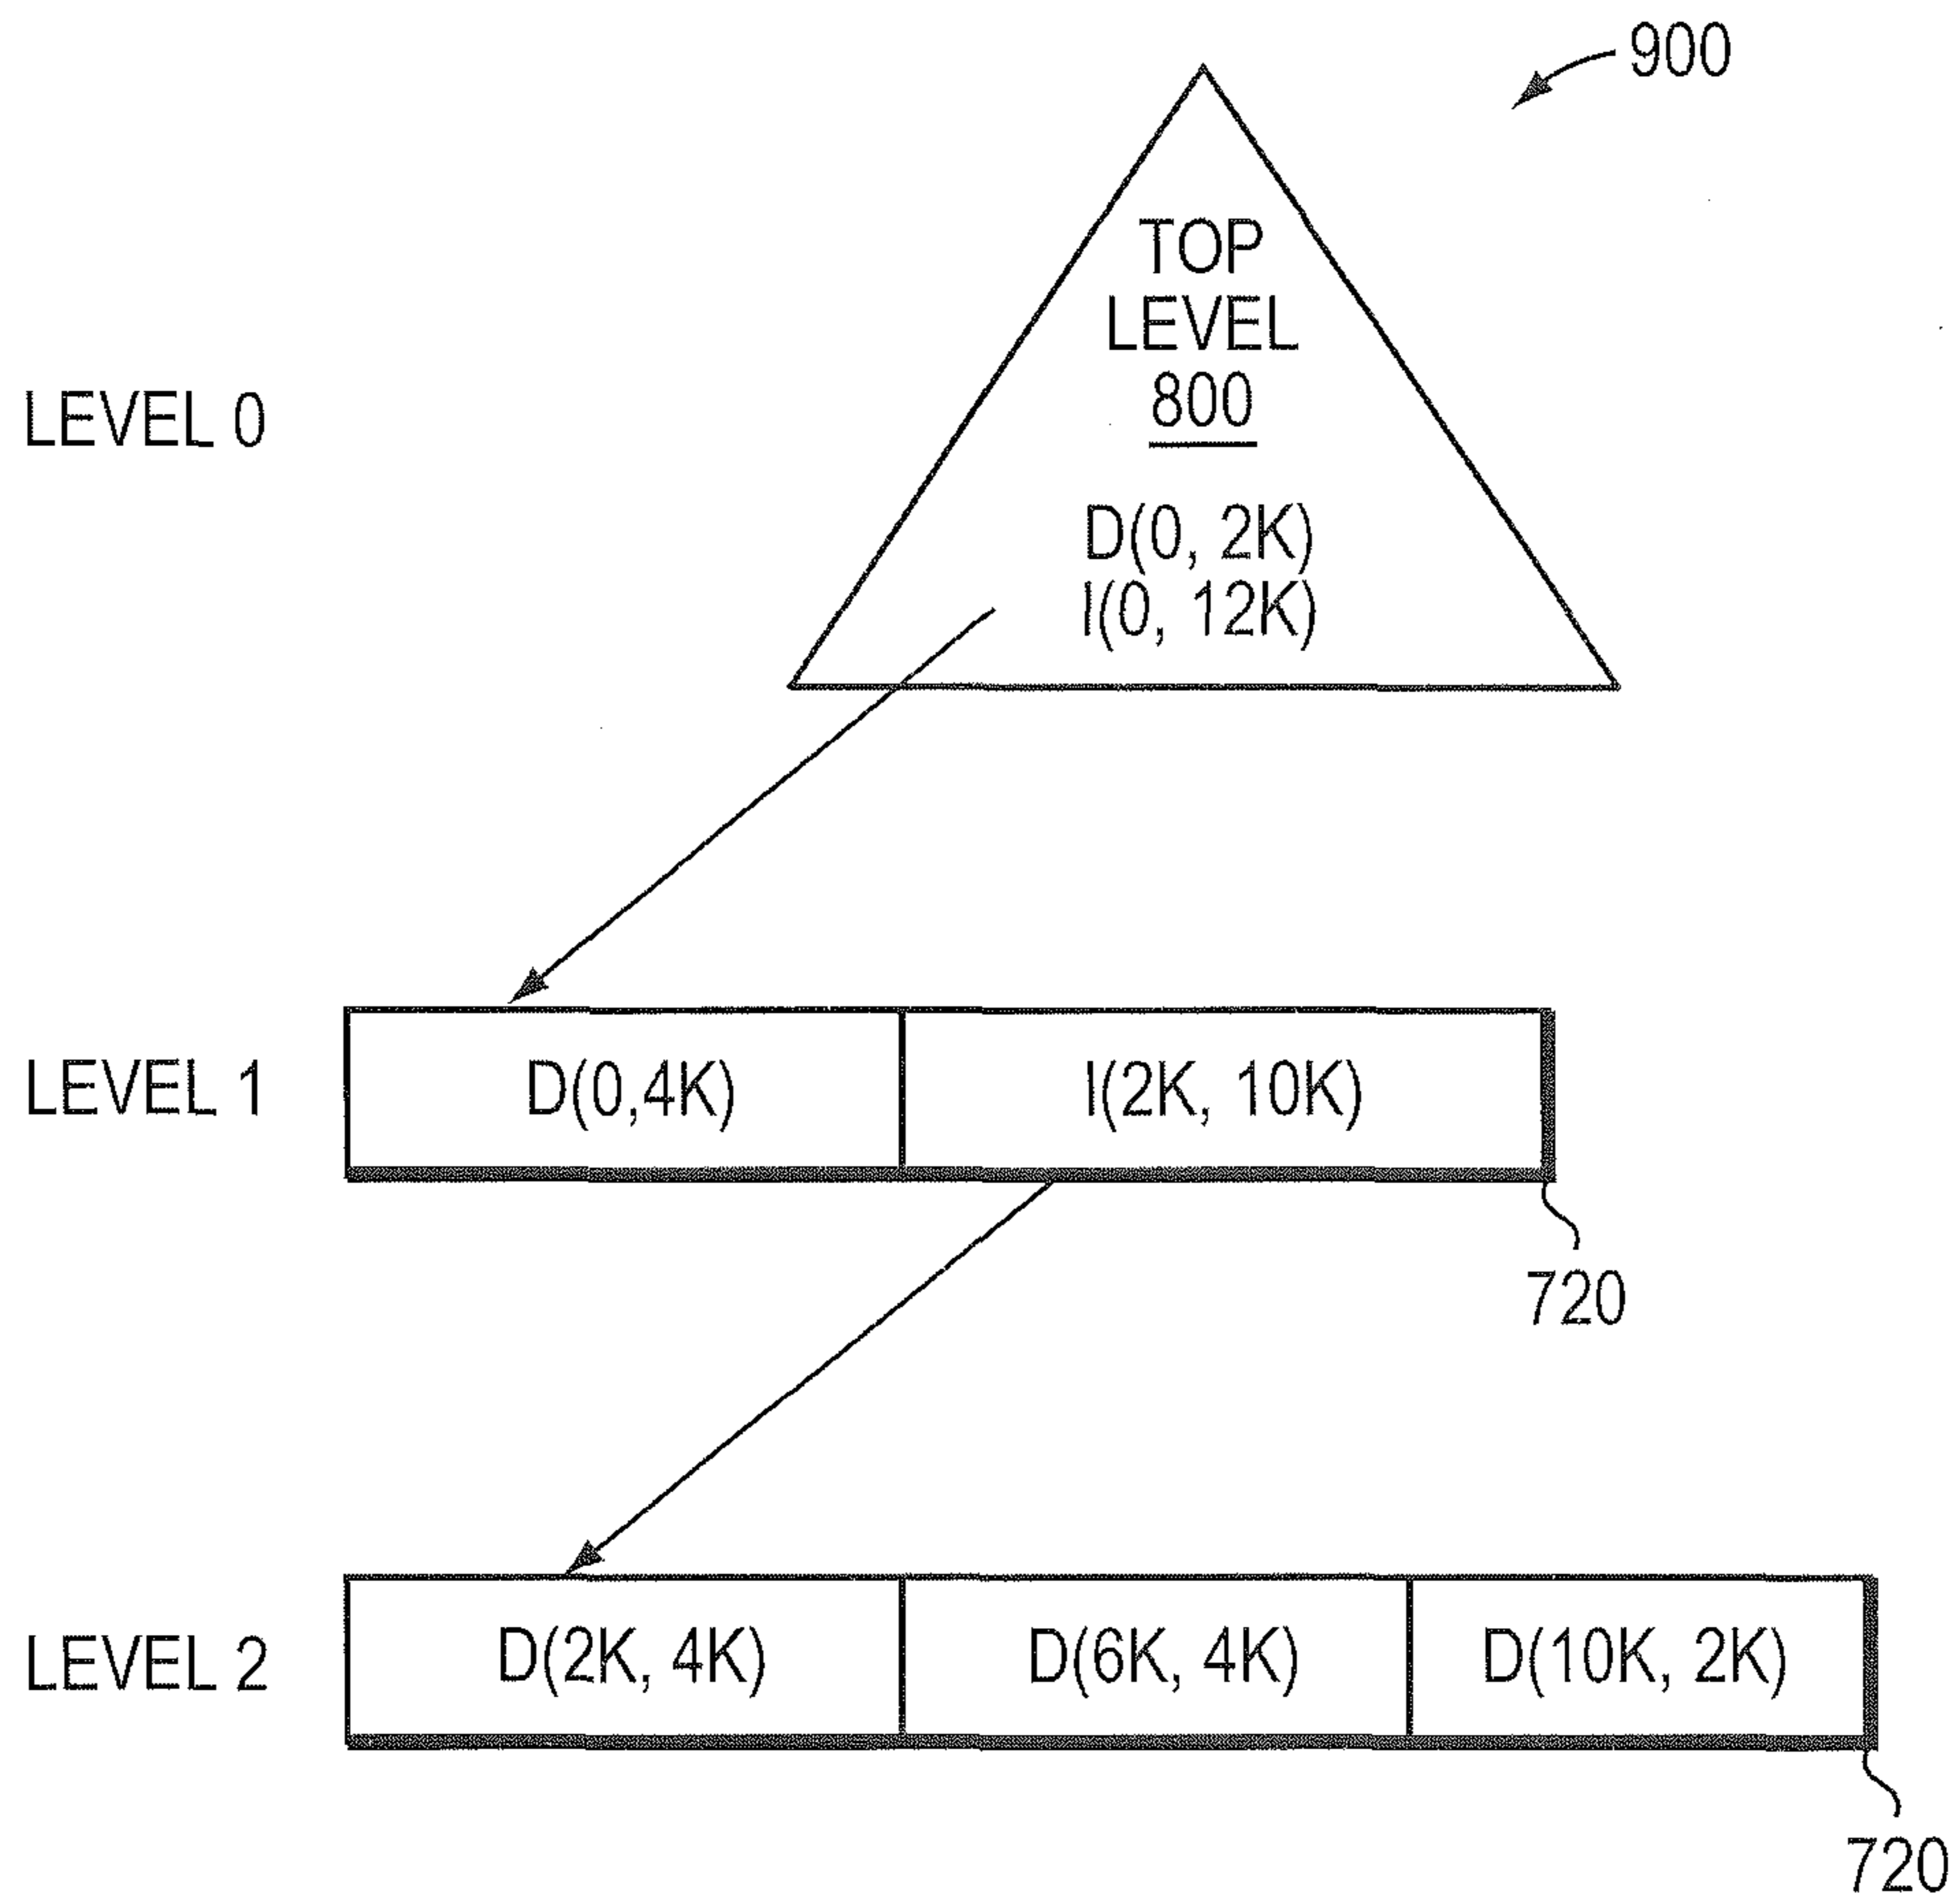 900
TOP
LEVEL
800
LEVEL 0
D(0, 2K)
I(0, 12K)
LEVEL 1
D(0,4K)
I(2K, 10K)
720
LEVEL 2
D(2K, 4K)
D(6K, 4K)
D(10K, 2K)
720